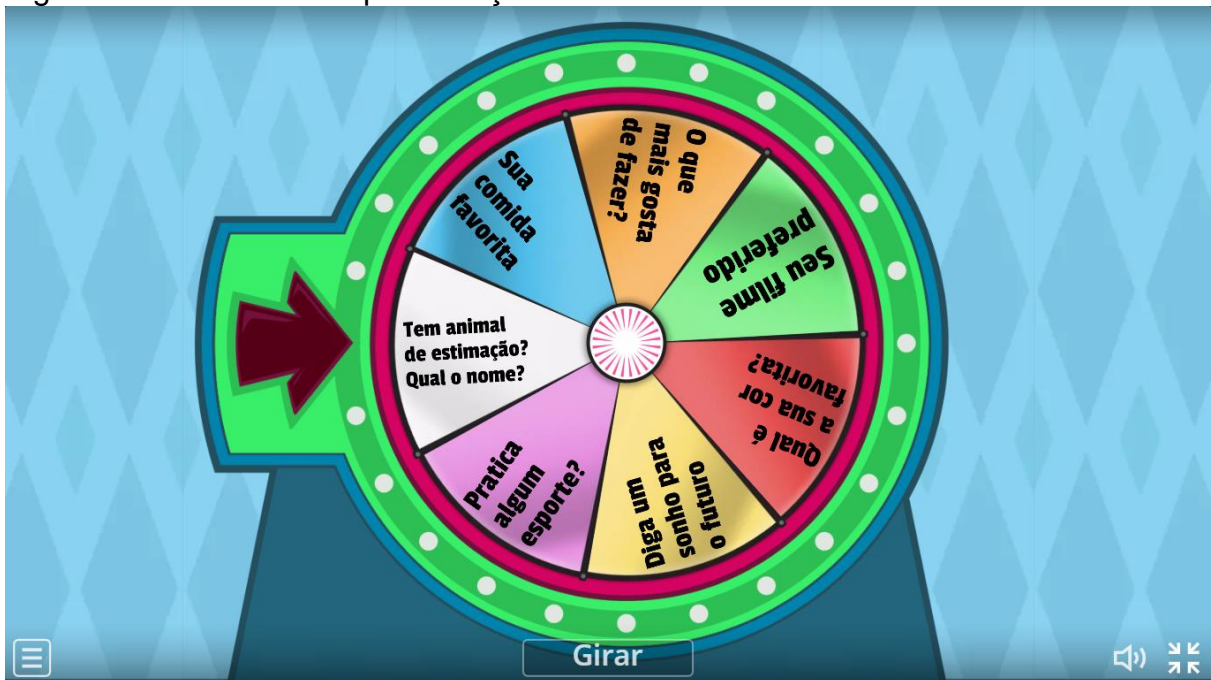 Sua
comida
favorita
O que
mais gosta
de fazer?
Seu filme
preferido
Qual é
a sua cor
favorita?
Diga um
sonho para
o futuro
Pratica
algum
esporte?
Tem animal
de estimação?
Qual o nome?
Girar